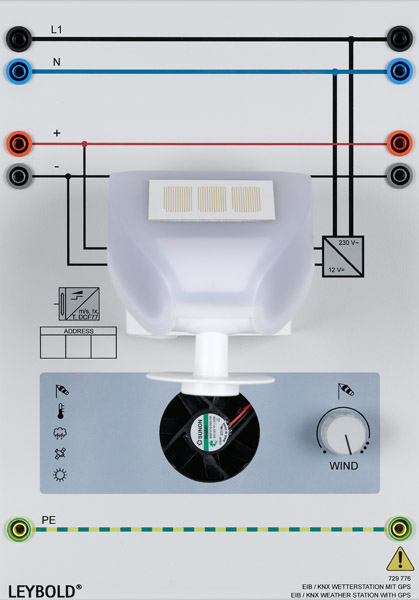 L1
N
+
-
230 V~
12 V=
m/s, lx,
T, DCF77
ADDRESS
SUNON
WIND
PE
729 776
EIB / KNX WETTERSTATION MIT GPS
EIB / KNX WEATHER STATION WITH GPS
LEYBOLD®